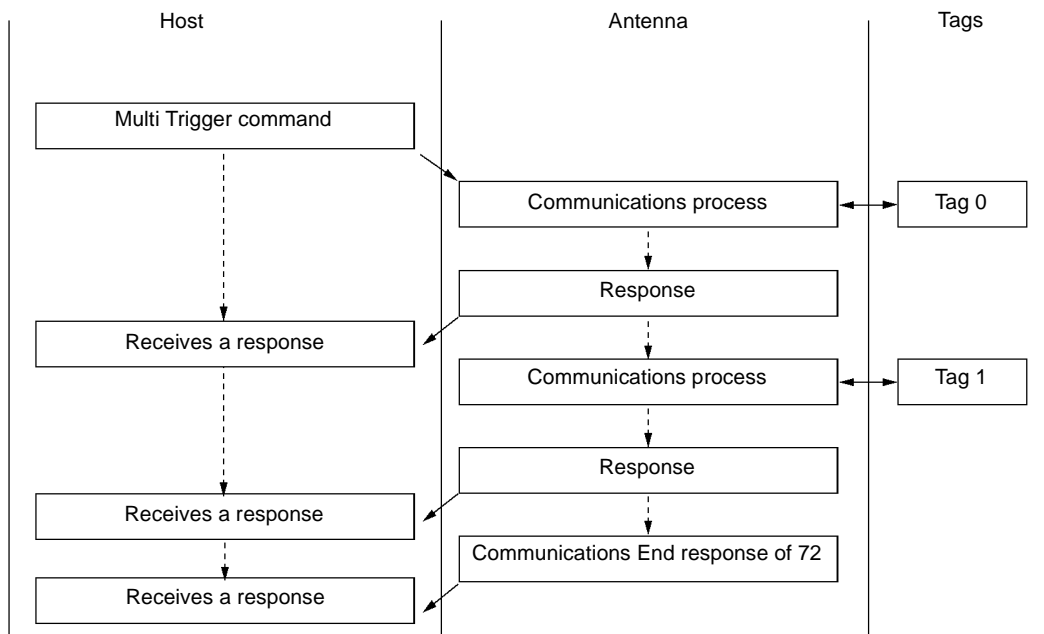 Host
Antenna
Tags
Multi Trigger command
Communications process
Tag 0
Response
Receives a response
Communications process
Tag 1
Response
Receives a response
Communications End response of 72
Receives a response